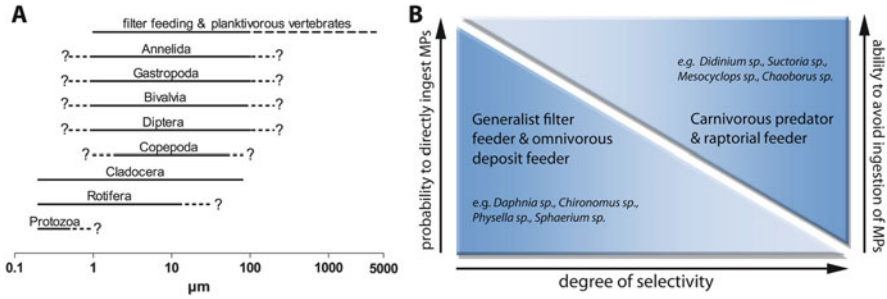 A
filter feeding & planktivorous vertebrates
? Annelida ?
? Gastropoda ?
? Bivalvia ?
? Diptera ?
? Copepoda ?
Cladocera
Rotifera ?
Protozoa ?
0.1 1 10 100 1000 5000
µm
B
probability to directly ingest MPs
Generalist filter
feeder & omnivorous
deposit feeder
e.g. Daphnia sp., Chironomus sp.,
Physella sp., Sphaerium sp.
e.g. Didinium sp., Suctoria sp.,
Mesocyclops sp., Chaoborus sp.
Carnivorous predator
& raptorial feeder
ability to avoid ingestion
of MPs
degree of selectivity